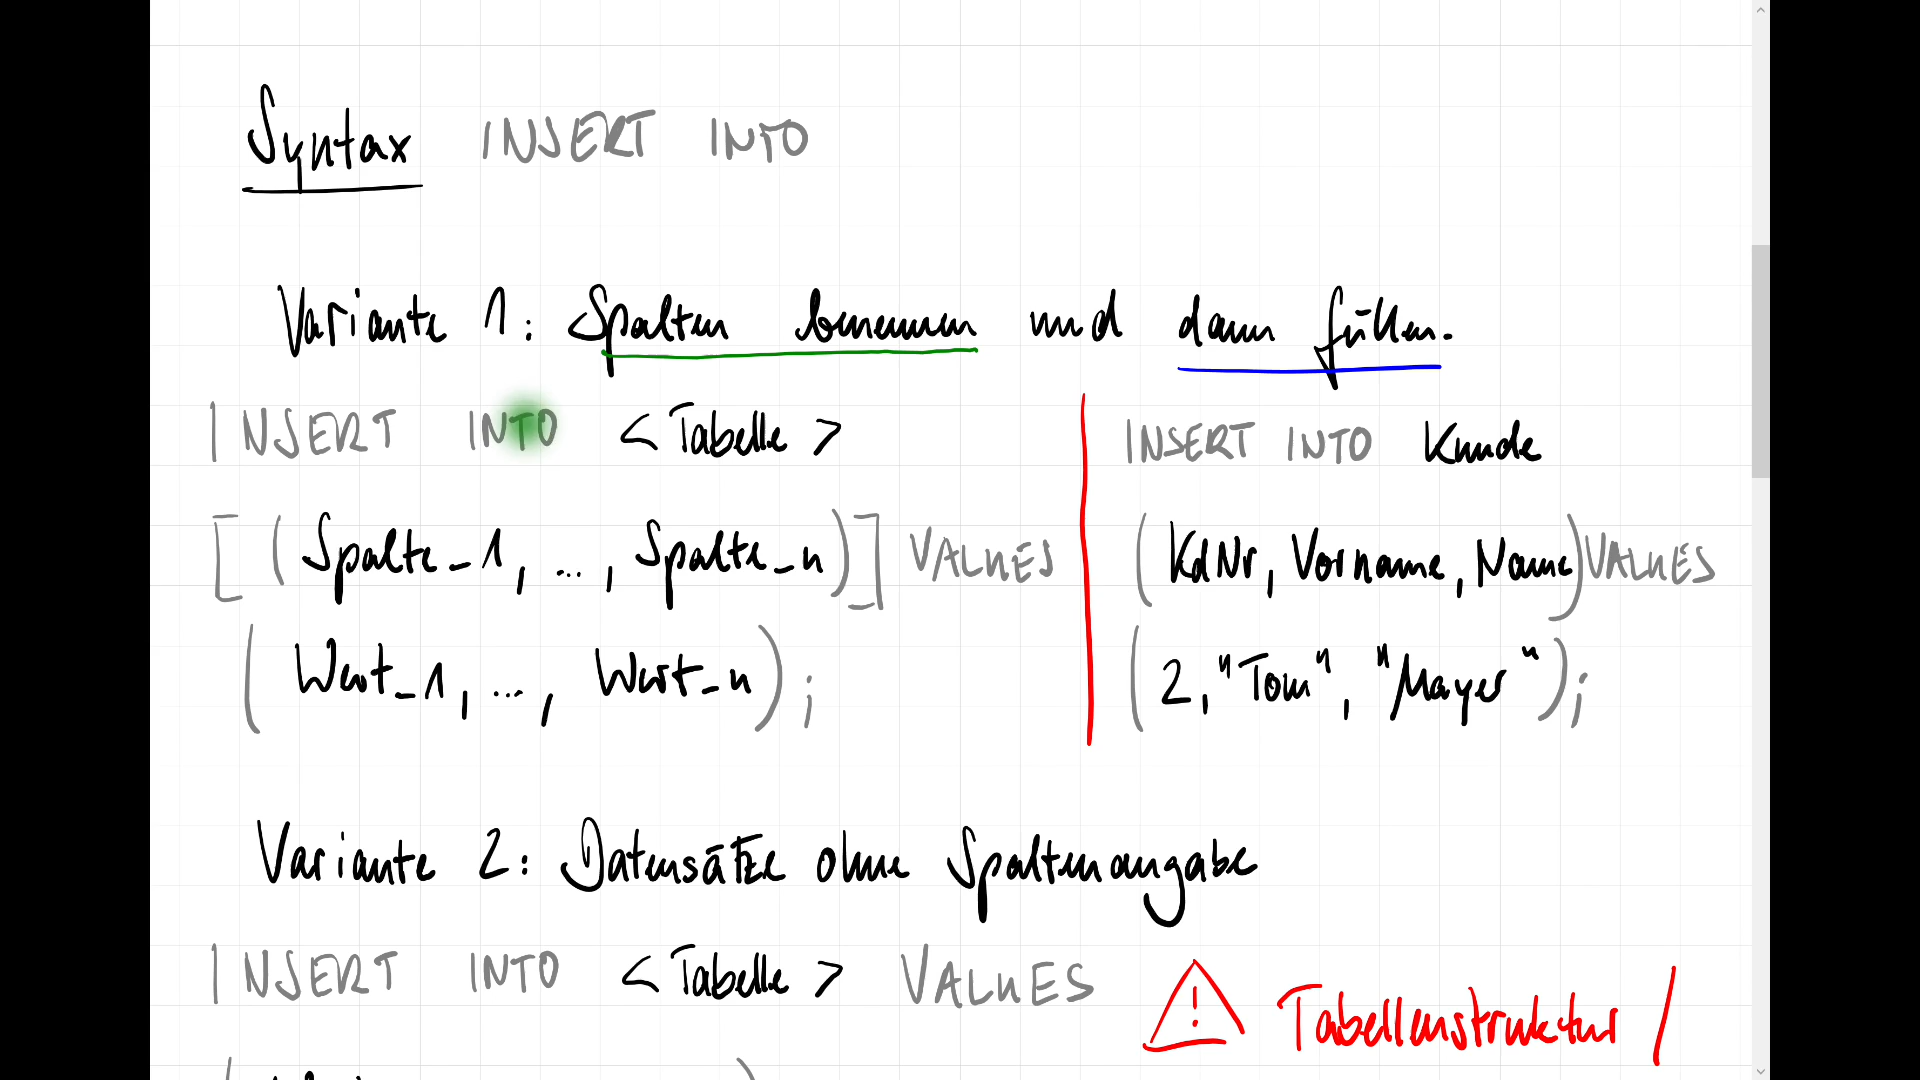 Syntax INSERT INTO
Variante 1: Spalten benennen und dann füllen.
INSERT INTO <Tabelle>
[(Spalte_1, ..., Spalte_n)] VALUES
(Wert_1, ..., Wert_n);
INSERT INTO Kunde
(KdNr, Vorname, Name) VALUES
(2, "Tom", "Mayer");
Variante 2: Datensätze ohne Spaltenangabe
INSERT INTO <Tabelle> VALUES
! Tabellenstruktur /